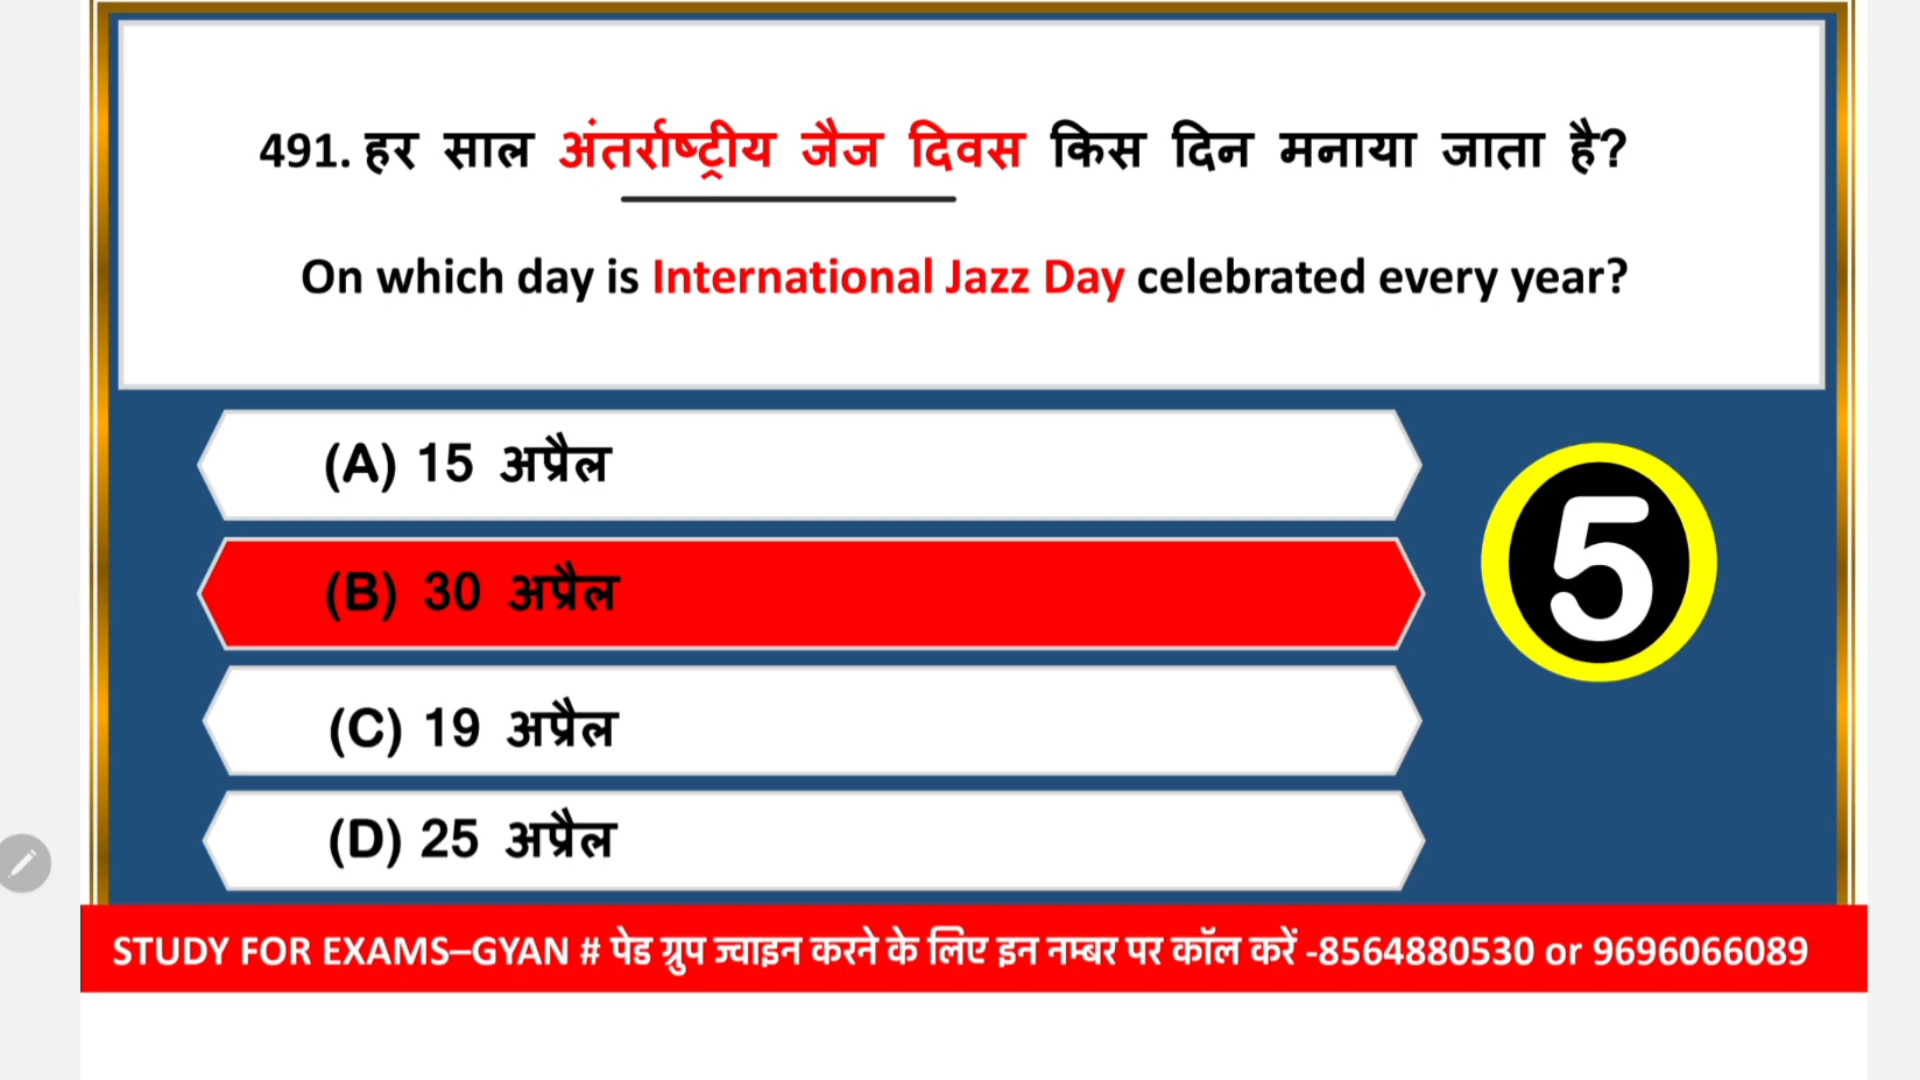 491. हर साल अंतर्राष्ट्रीय जैज दिवस किस दिन मनाया जाता है?
On which day is International Jazz Day celebrated every year?
(A) 15 अप्रैल
(B) 30 अप्रैल
5
(C) 19 अप्रैल
(D) 25 अप्रैल
STUDY FOR EXAMS–GYAN # पेड ग्रुप ज्वाइन करने के लिए इन नम्बर पर कॉल करें -8564880530 or 9696066089